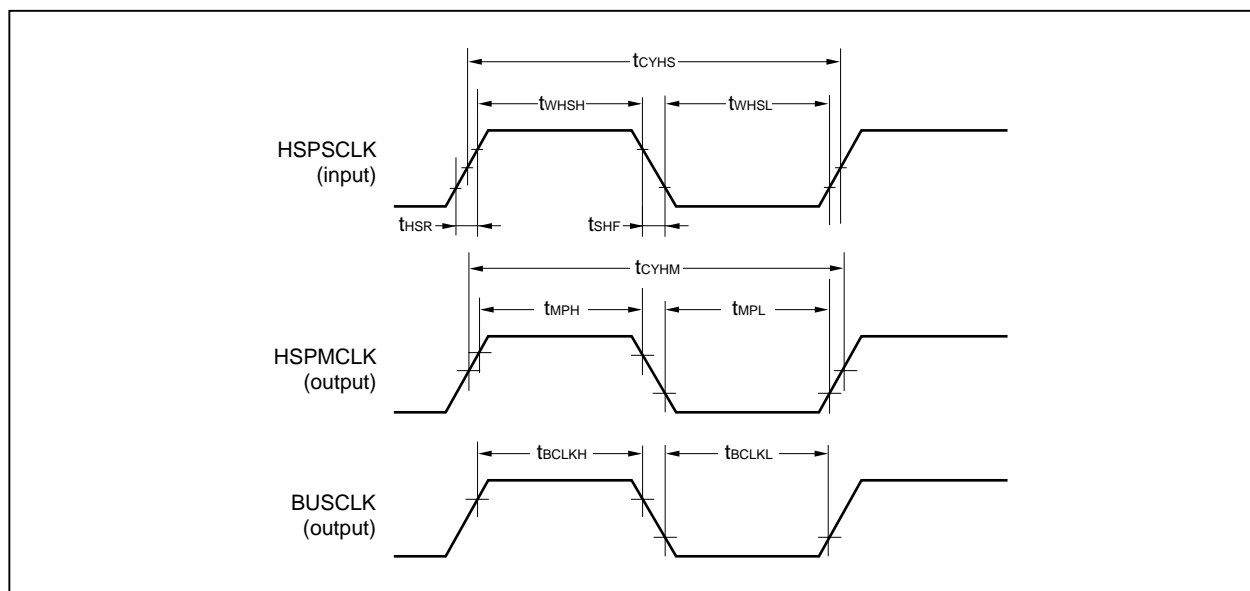 tCYHS
tWHSH
tWHSL
HSPSCLK
(input)
tHSR
tSHF
tCYHM
tMPH
tMPL
HSPMCLK
(output)
tBCLKH
tBCLKL
BUSCLK
(output)